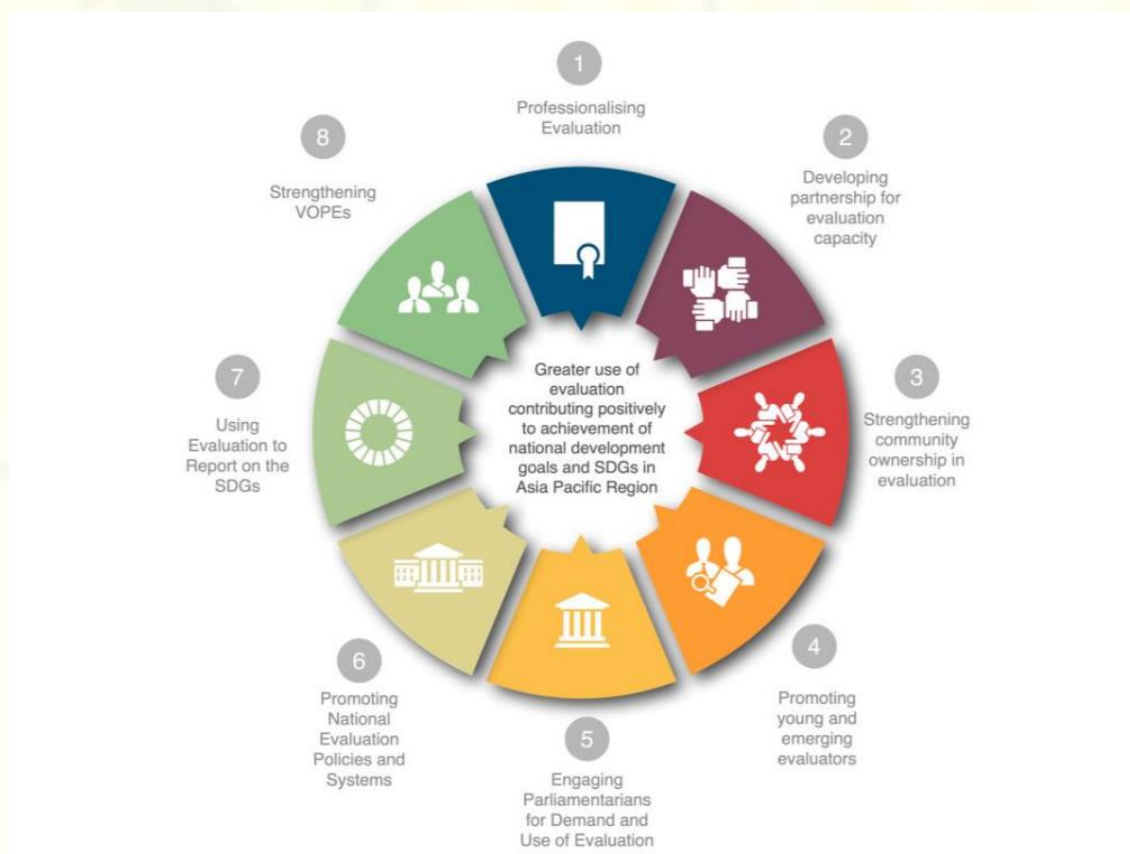 1
Professionalising
Evaluation
2
Developing
partnership for
evaluation
capacity
3
Strengthening
community
ownership in
evaluation
4
Promoting
young and
emerging
evaluators
5
Engaging
Parliamentarians
for Demand and
Use of Evaluation
6
Promoting
National
Evaluation
Policies and
Systems
7
Using
Evaluation to
Report on the
SDGs
8
Strengthening
VOPEs
Greater use of
evaluation
contributing positively
to achievement of
national development
goals and SDGs in
Asia Pacific Region